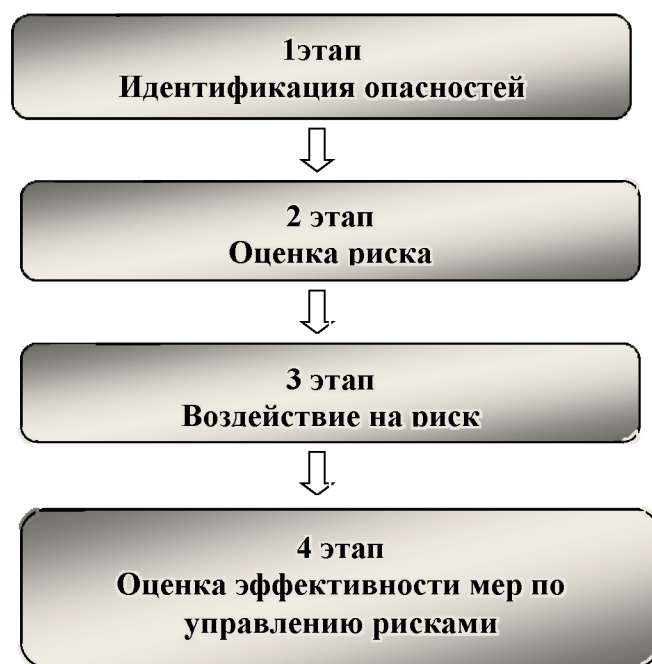 1этап
Идентификация опасностей
2 этап
Оценка риска
3 этап
Воздействие на риск
4 этап
Оценка эффективности мер по
управлению рисками